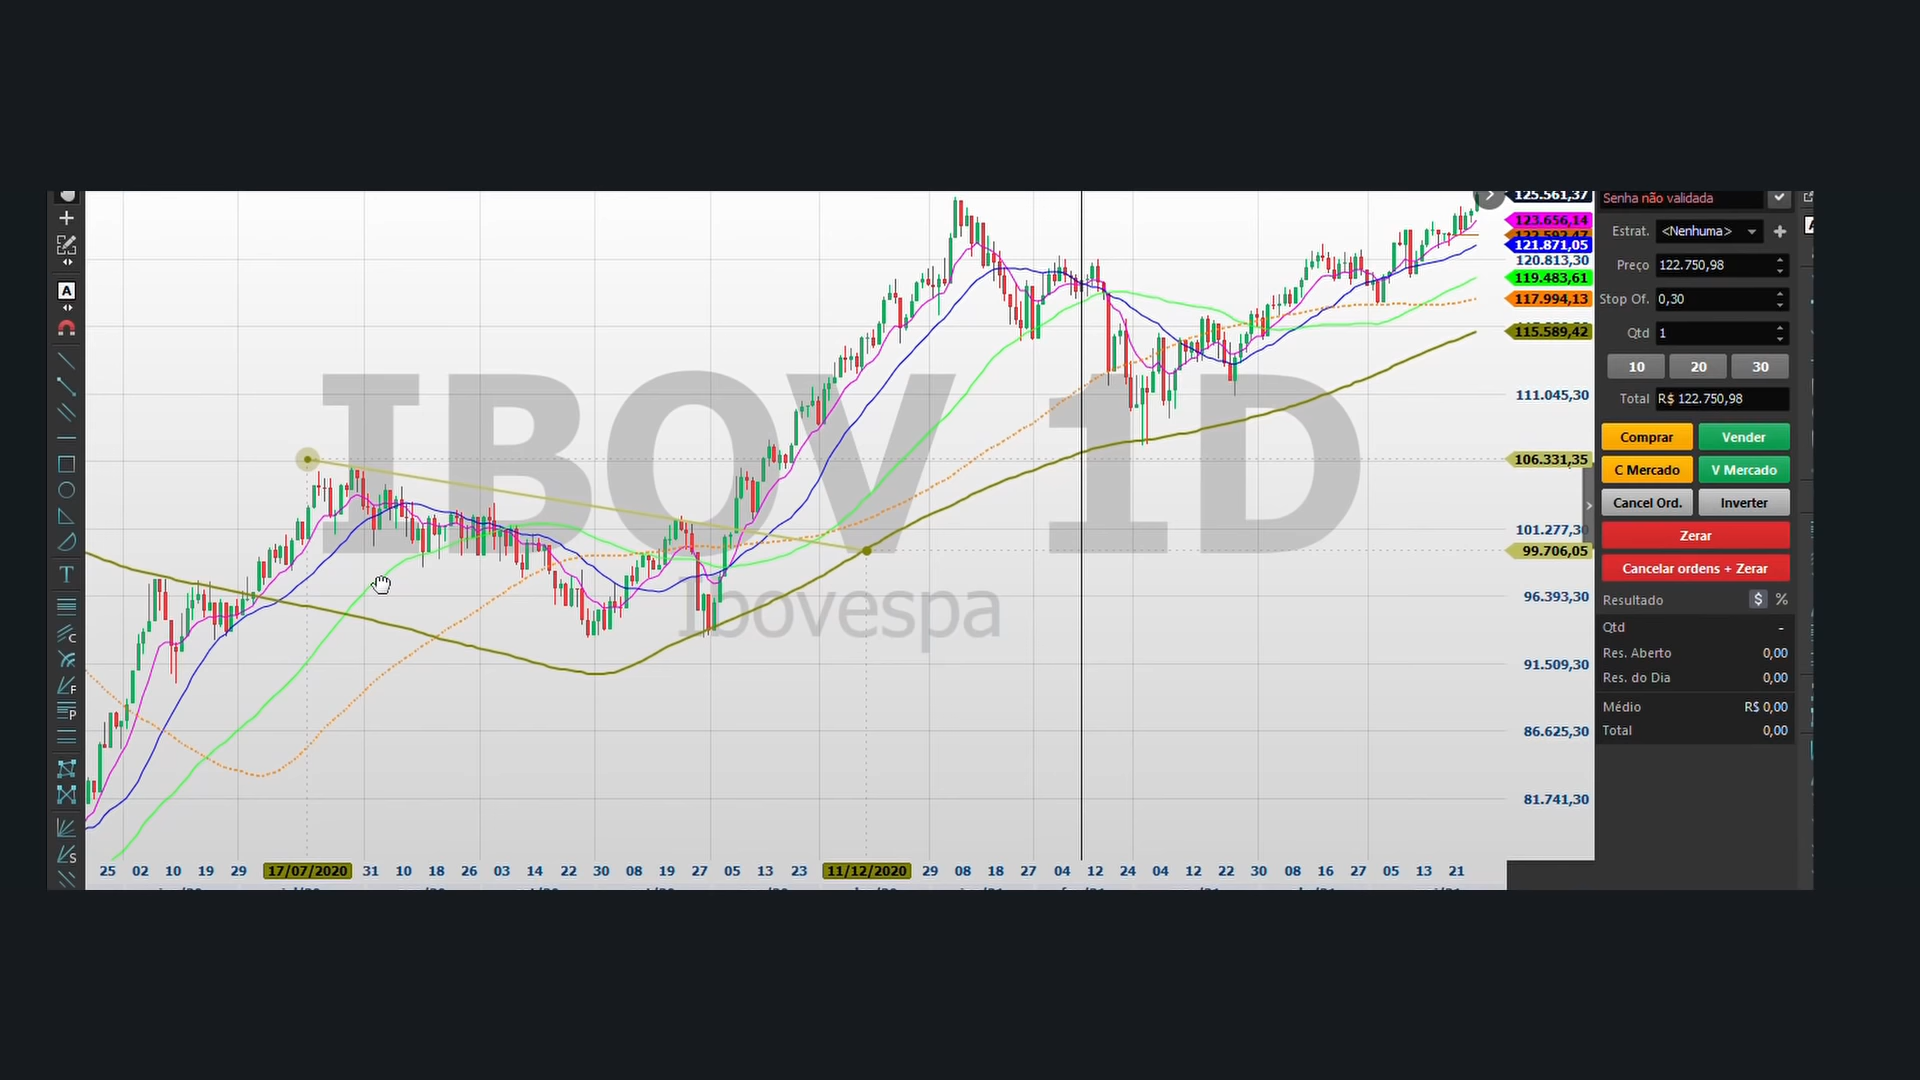 IBOV 1D
Ibovespa
125.561,37
123.656,14
121.871,05
120.813,30
119.483,61
117.994,13
115.589,42
111.045,30
106.331,35
101.277,30
99.706,05
96.393,30
91.509,30
86.625,30
81.741,30
25 02 10 19 29 17/07/2020 31 10 18 26 03 14 22 30 08 19 27 05 13 23 11/12/2020 29 08 18 27 04 12 24 04 12 22 30 08 16 27 05 13 21
A
T
C
F
P
S
Senha não validada
Estrat. <Nenhuma>
Preço 122.750,98
Stop Of. 0,30
Qtd 1
10 20 30
Total R$ 122.750,98
Comprar Vender
C Mercado V Mercado
Cancel Ord. Inverter
Zerar
Cancelar ordens + Zerar
Resultado $ %
Qtd -
Res. Aberto 0,00
Res. do Dia 0,00
Médio R$ 0,00
Total 0,00